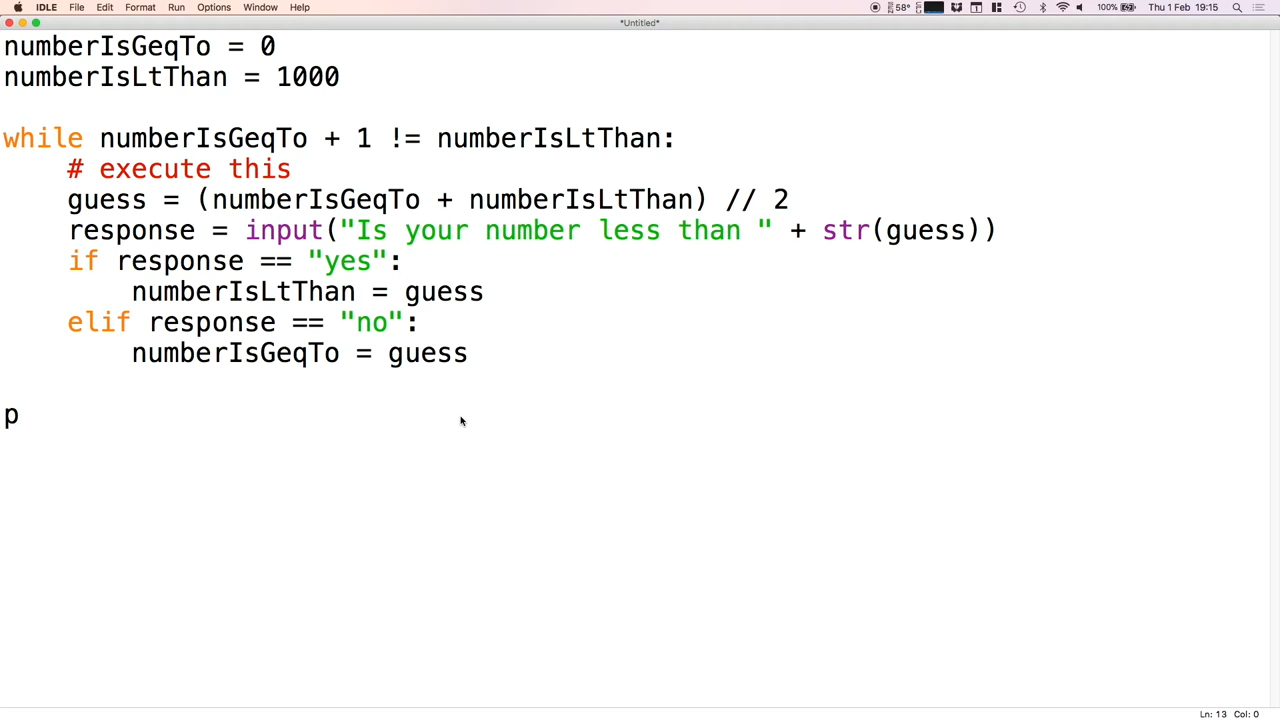 IDLE File Edit Format Run Options Window Help 58° 100% Thu 1 Feb 19:15
*Untitled*
numberIsGeqTo = 0
numberIsLtThan = 1000
while numberIsGeqTo + 1 != numberIsLtThan:
    # execute this
    guess = (numberIsGeqTo + numberIsLtThan) // 2
    response = input("Is your number less than " + str(guess))
    if response == "yes":
        numberIsLtThan = guess
    elif response == "no":
        numberIsGeqTo = guess
p
Ln: 13 Col: 0